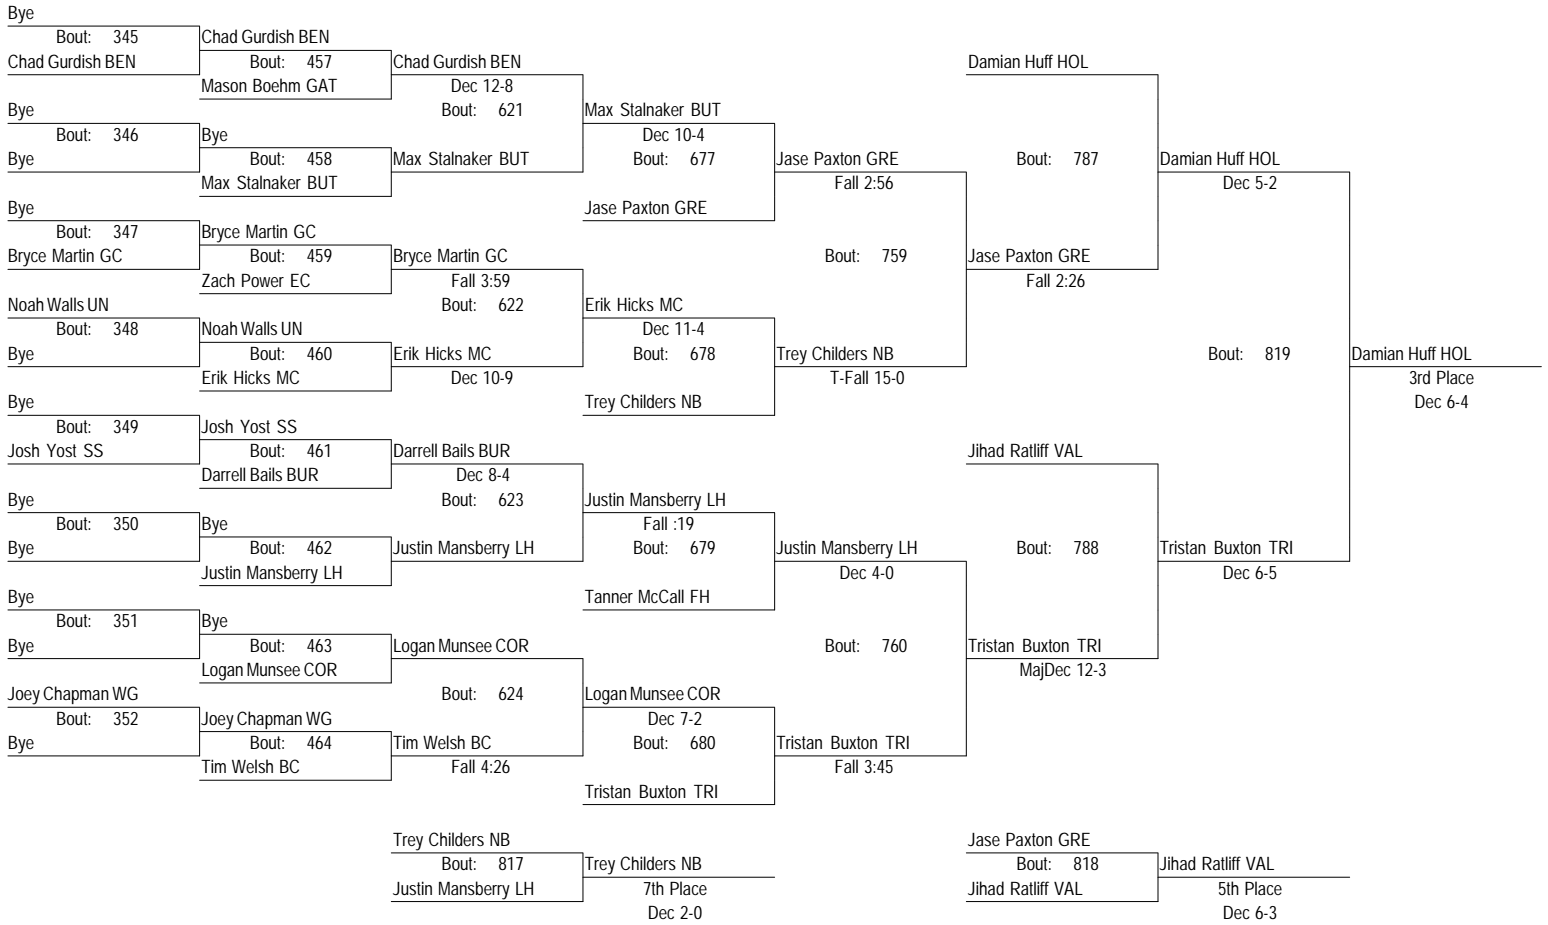 Bye
Bout: 345 Chad Gurdish BEN
Chad Gurdish BEN Bout: 457 Chad Gurdish BEN Damian Huff HOL
Mason Boehm GAT Dec 12-8
Bye Bout: 621 Max Stalnaker BUT
Bout: 346 Bye Dec 10-4
Bye Bout: 458 Max Stalnaker BUT Bout: 677 Jase Paxton GRE Bout: 787 Damian Huff HOL
Max Stalnaker BUT Fall 2:56 Dec 5-2
Bye Jase Paxton GRE
Bout: 347 Bryce Martin GC
Bryce Martin GC Bout: 459 Bryce Martin GC Bout: 759 Jase Paxton GRE
Zach Power EC Fall 3:59 Fall 2:26
Noah Walls UN Bout: 622 Erik Hicks MC
Bout: 348 Noah Walls UN Dec 11-4
Bye Bout: 460 Erik Hicks MC Bout: 678 Trey Childers NB Bout: 819 Damian Huff HOL
Erik Hicks MC Dec 10-9 T-Fall 15-0 3rd Place
Bye Trey Childers NB Dec 6-4
Bout: 349 Josh Yost SS
Josh Yost SS Bout: 461 Darrell Bails BUR Jihad Ratliff VAL
Darrell Bails BUR Dec 8-4
Bye Bout: 623 Justin Mansberry LH
Bout: 350 Bye Fall :19
Bye Bout: 462 Justin Mansberry LH Bout: 679 Justin Mansberry LH Bout: 788 Tristan Buxton TRI
Justin Mansberry LH Dec 4-0 Dec 6-5
Bye Tanner McCall FH
Bout: 351 Bye
Bye Bout: 463 Logan Munsee COR Bout: 760 Tristan Buxton TRI
Logan Munsee COR MajDec 12-3
Joey Chapman WG Bout: 624 Logan Munsee COR
Bout: 352 Joey Chapman WG Dec 7-2
Bye Bout: 464 Tim Welsh BC Bout: 680 Tristan Buxton TRI
Tim Welsh BC Fall 4:26 Fall 3:45
Tristan Buxton TRI
Trey Childers NB Jase Paxton GRE
Bout: 817 Trey Childers NB Bout: 818 Jihad Ratliff VAL
Justin Mansberry LH 7th Place Jihad Ratliff VAL 5th Place
Dec 2-0 Dec 6-3